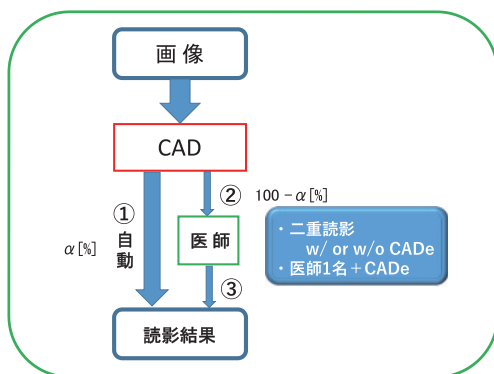 画 像
CAD
①
自
動
α[%]
②
100 − α[%]
医 師
・ 二重読影
w/ or w/o CADe
・ 医師1名＋CADe
③
読影結果